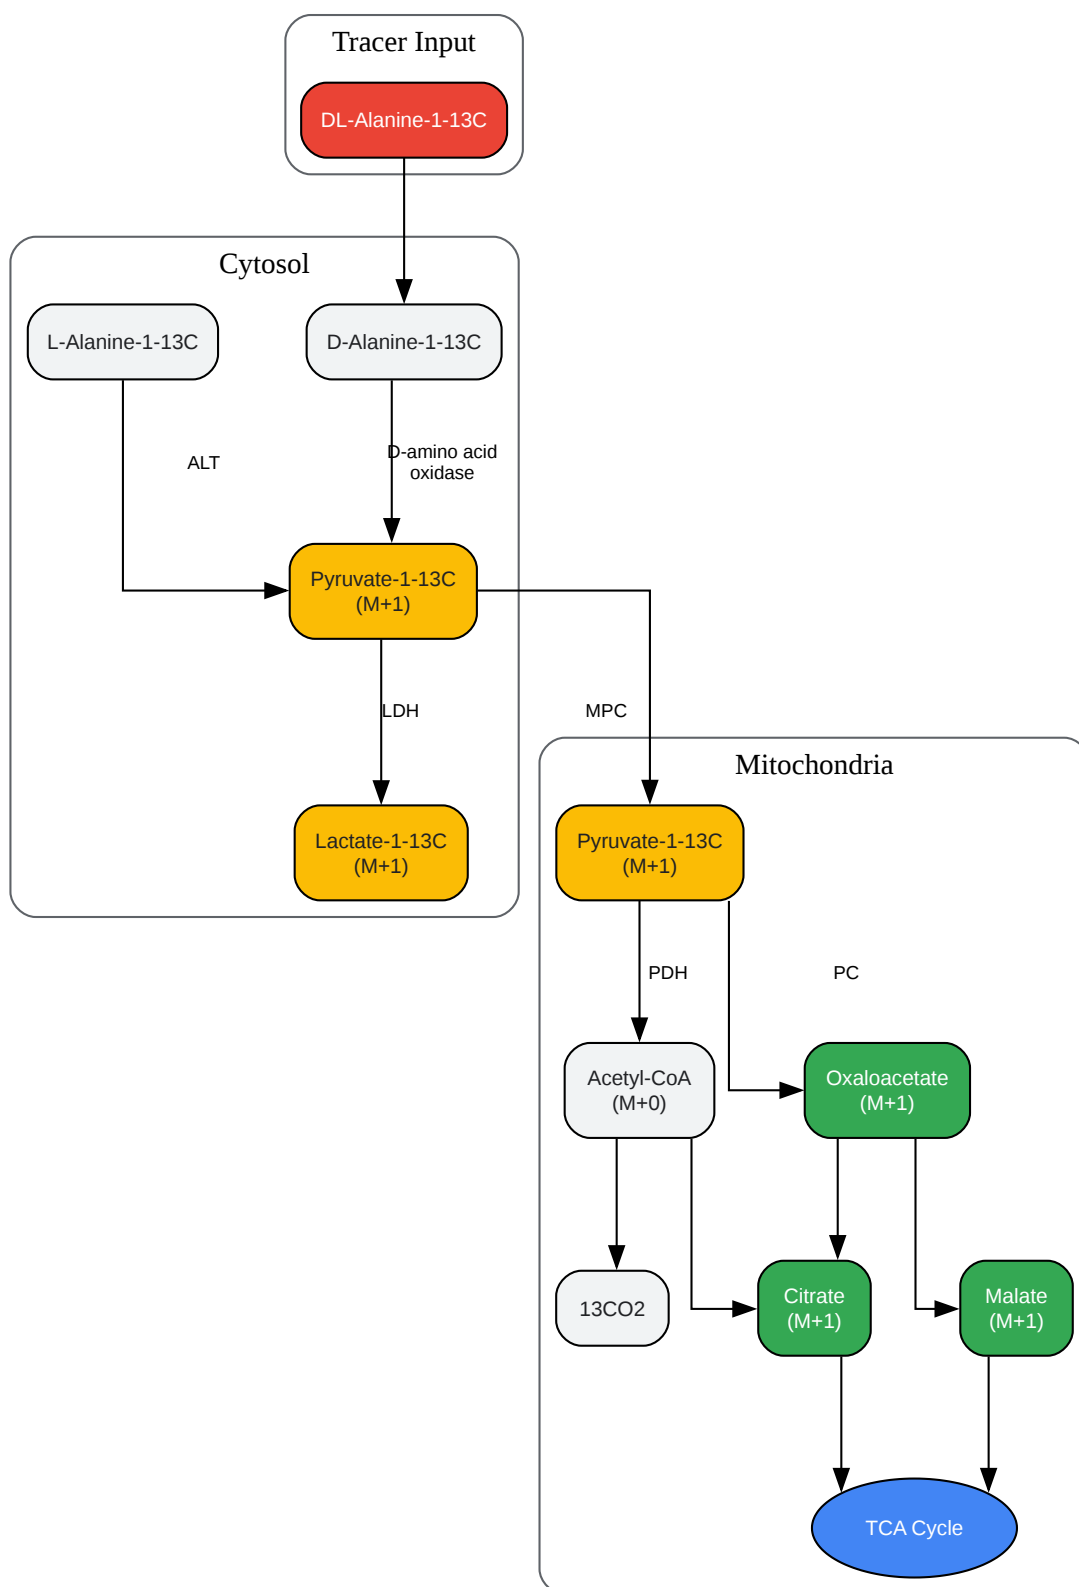 Tracer Input
DL-Alanine-1-13C
Cytosol
L-Alanine-1-13C
D-Alanine-1-13C
ALT
D-amino acid
oxidase
Pyruvate-1-13C
(M+1)
LDH
MPC
Mitochondria
Lactate-1-13C
(M+1)
Pyruvate-1-13C
(M+1)
PDH
PC
Acetyl-CoA
(M+0)
Oxaloacetate
(M+1)
13CO2
Citrate
(M+1)
Malate
(M+1)
TCA Cycle